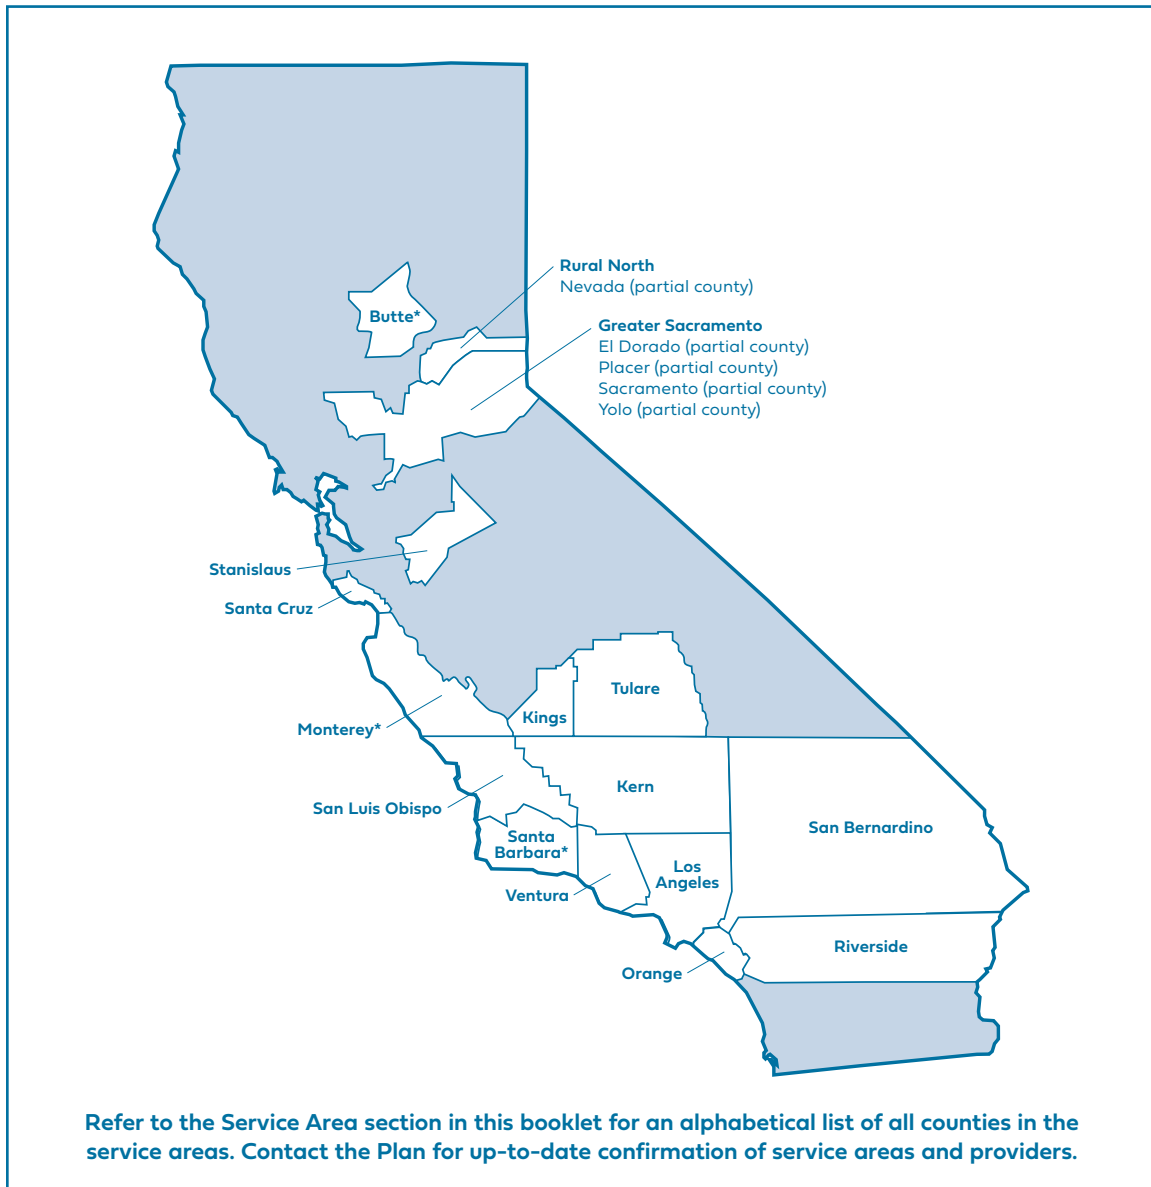 Rural North
Nevada (partial county)
Butte*
Greater Sacramento
El Dorado (partial county)
Placer (partial county)
Sacramento (partial county)
Yolo (partial county)
Stanislaus
Santa Cruz
Tulare
Kings
Monterey*
Kern
San Luis Obispo
San Bernardino
Santa
Barbara*
Los
Angeles
Ventura
Riverside
Orange
Refer to the Service Area section in this booklet for an alphabetical list of all counties in the
service areas. Contact the Plan for up-to-date confirmation of service areas and providers.